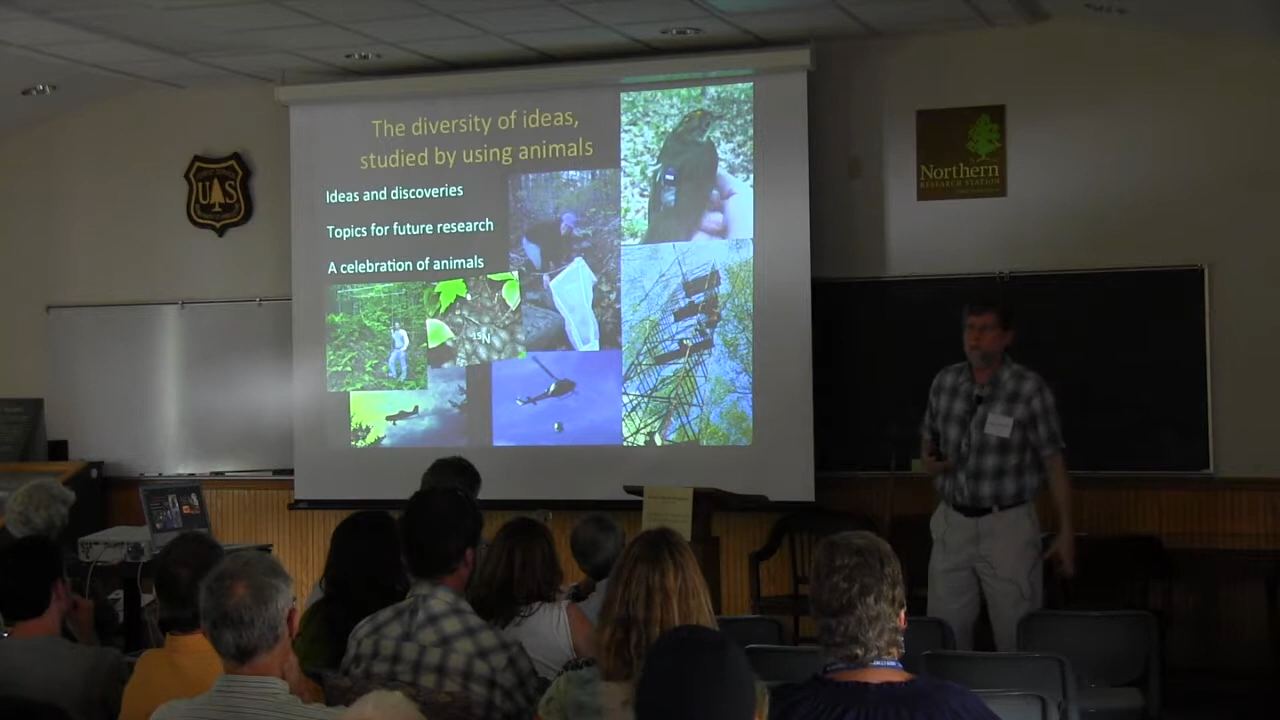 The diversity of ideas,
studied by using animals
Ideas and discoveries
Topics for future research
A celebration of animals
15N
U S
Northern
RESEARCH STATION